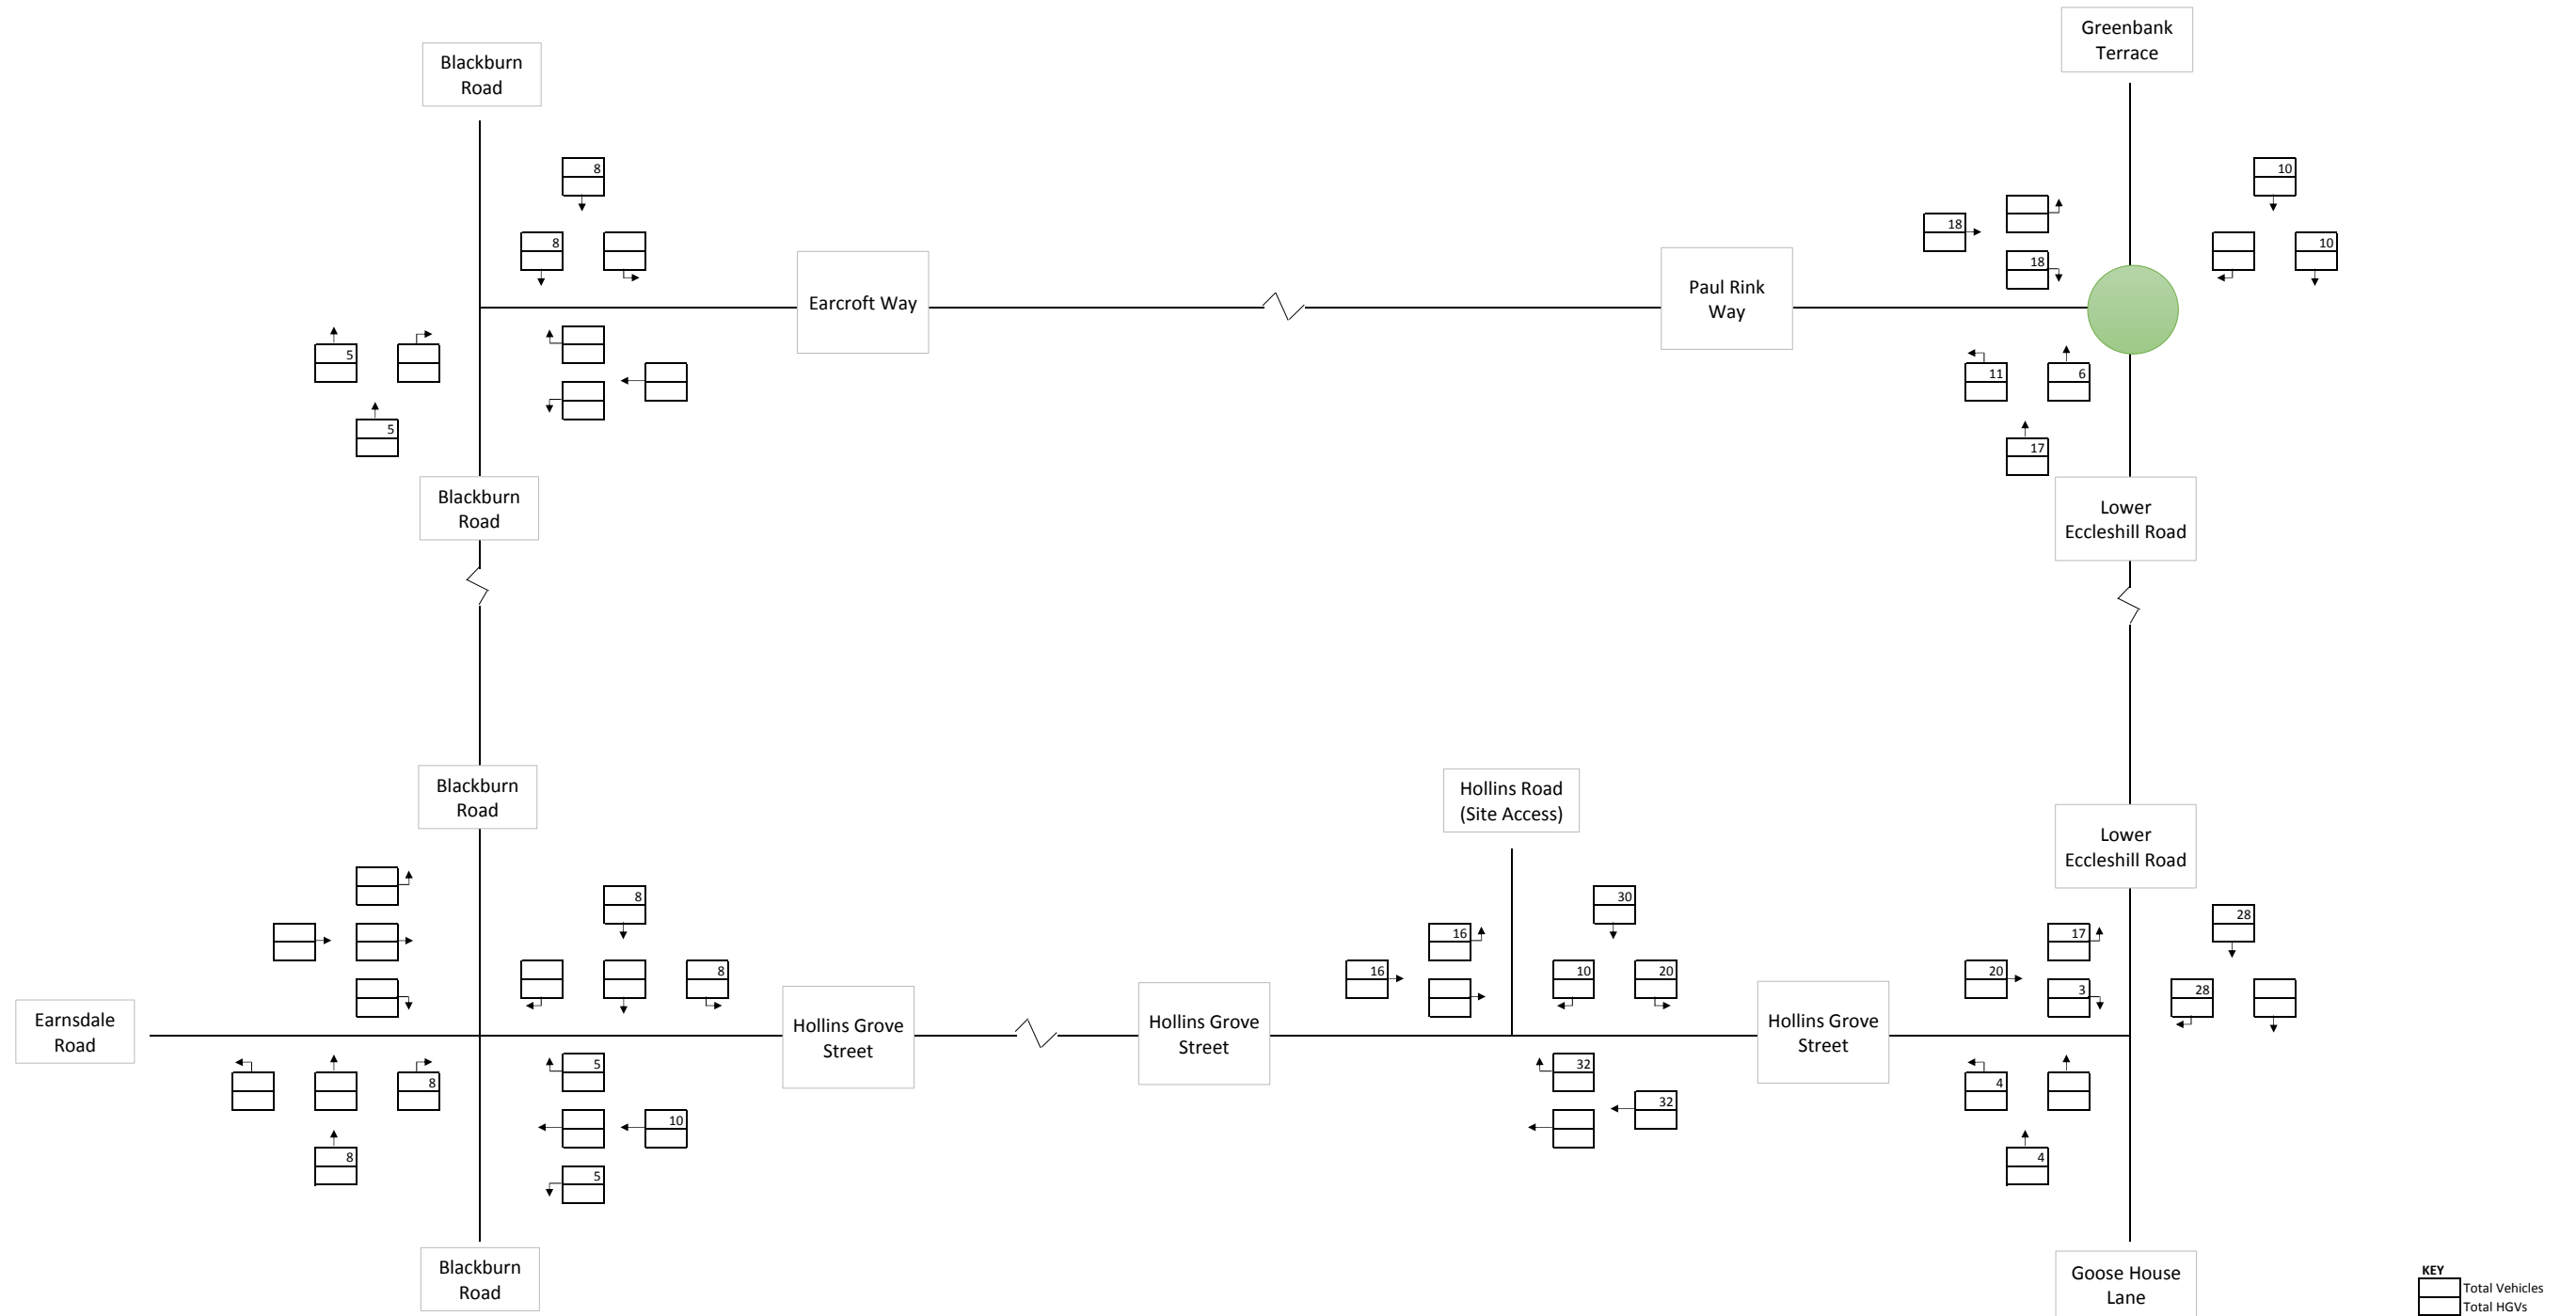 Greenbank
Terrace
Blackburn
Road
8
10
8
10
18
18
Earcroft Way
Paul Rink
Way
5
5
11
6
17
Blackburn
Road
Lower
Eccleshill Road
Blackburn
Road
Hollins Road
(Site Access)
Lower
Eccleshill Road
8
30
28
16
17
8
16
10
20
20
3
28
Earnsdale
Road
Hollins Grove
Street
Hollins Grove
Street
Hollins Grove
Street
8
5
10
5
8
32
32
4
4
Blackburn
Road
Goose House
Lane
KEY
Total Vehicles
Total HGVs